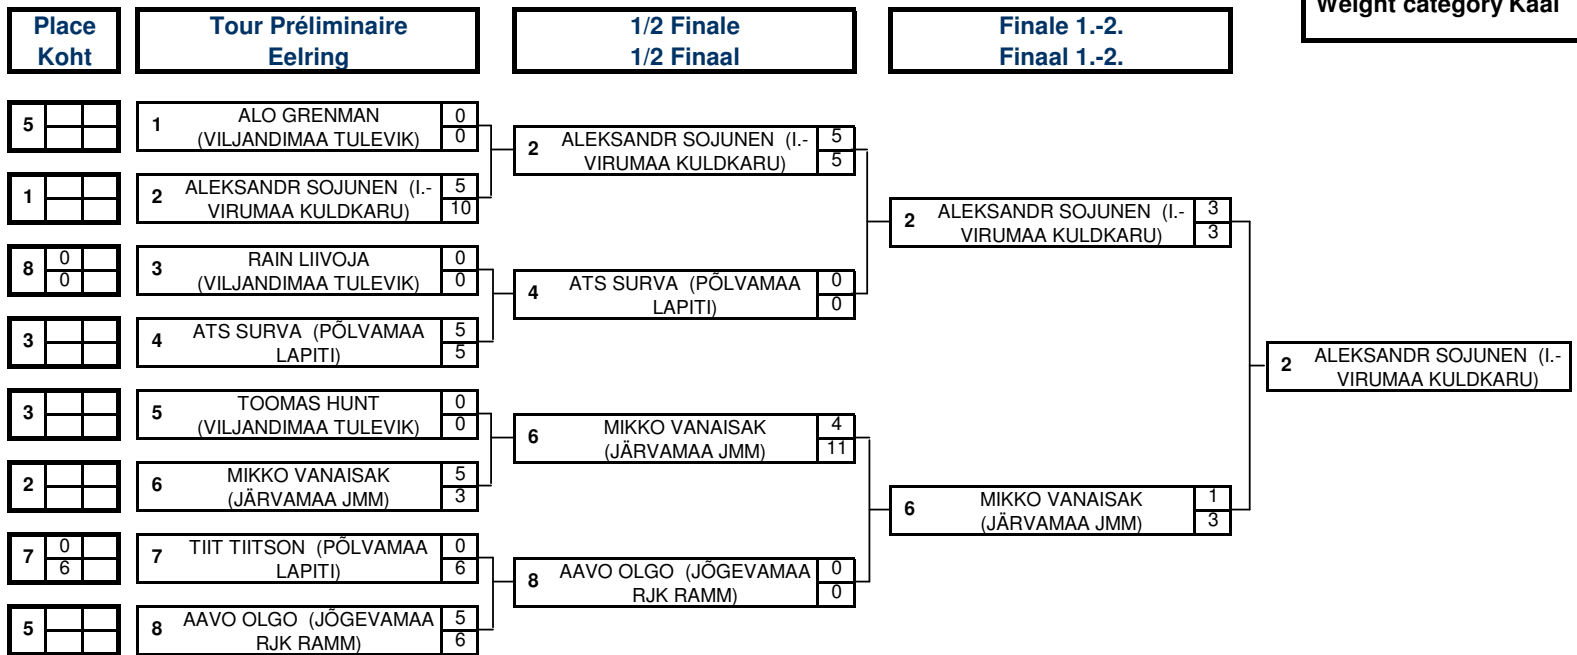 Weight category Kaal
Place
Koht
Tour Préliminaire
Eelring
1/2 Finale
1/2 Finaal
Finale 1.-2.
Finaal 1.-2.
5
1 ALO GRENMAN 0
(VILJANDIMAA TULEVIK) 0
1
2 ALEKSANDR SOJUNEN (I.- 5
VIRUMAA KULDKARU) 10
8 0
0
3 RAIN LIIVOJA 0
(VILJANDIMAA TULEVIK) 0
3
4 ATS SURVA (PÕLVAMAA 5
LAPITI) 5
3
5 TOOMAS HUNT 0
(VILJANDIMAA TULEVIK) 0
2
6 MIKKO VANAISAK 5
(JÄRVAMAA JMM) 3
7 0
6
7 TIIT TIITSON (PÕLVAMAA 0
LAPITI) 6
5
8 AAVO OLGO (JÕGEVAMAA 5
RJK RAMM) 6
2 ALEKSANDR SOJUNEN (I.- 5
VIRUMAA KULDKARU) 5
4 ATS SURVA (PÕLVAMAA 0
LAPITI) 0
6 MIKKO VANAISAK 4
(JÄRVAMAA JMM) 11
8 AAVO OLGO (JÕGEVAMAA 0
RJK RAMM) 0
2 ALEKSANDR SOJUNEN (I.- 3
VIRUMAA KULDKARU) 3
6 MIKKO VANAISAK 1
(JÄRVAMAA JMM) 3
2 ALEKSANDR SOJUNEN (I.-
VIRUMAA KULDKARU)